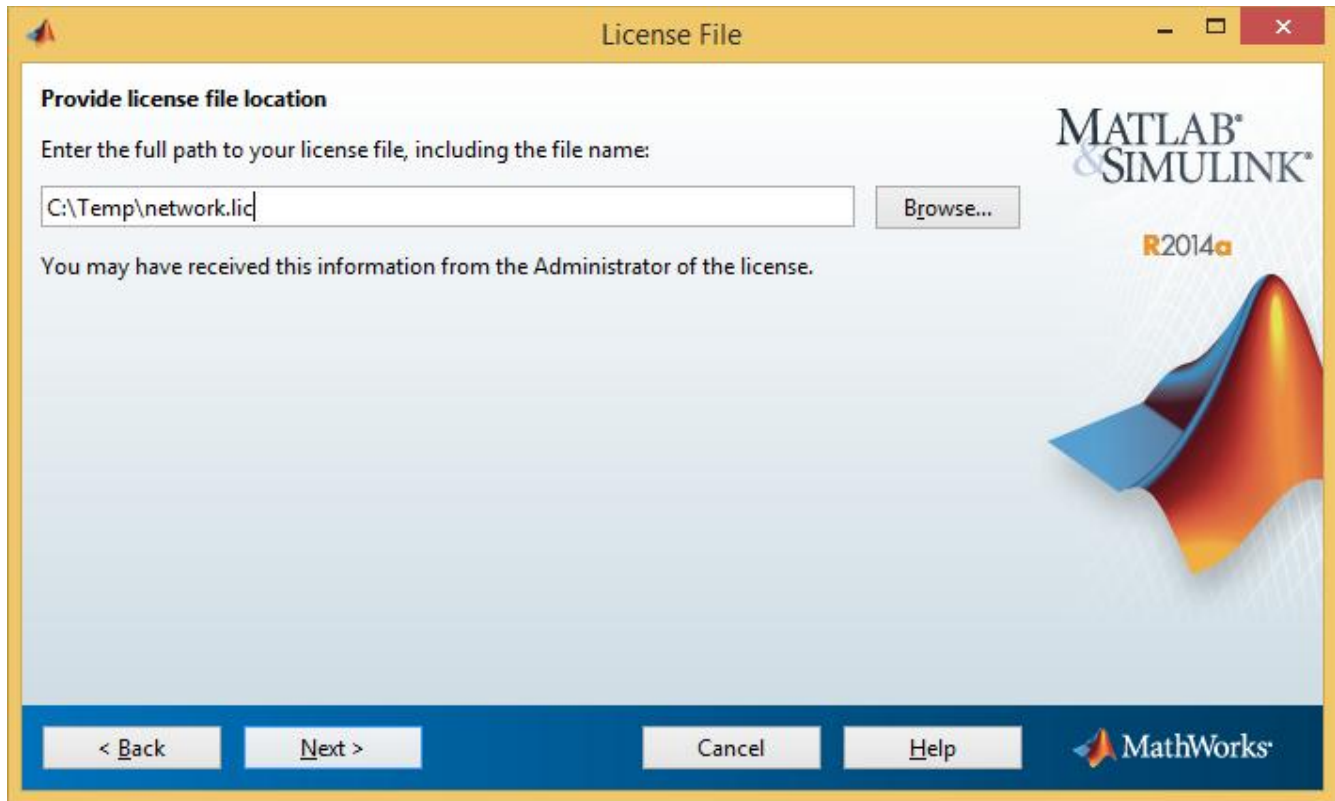 License File
Provide license file location
Enter the full path to your license file, including the file name:
C:\Temp\network.lic
Browse...
You may have received this information from the Administrator of the license.
MATLAB®
&SIMULINK®
R2014a
< Back
Next >
Cancel
Help
MathWorks®